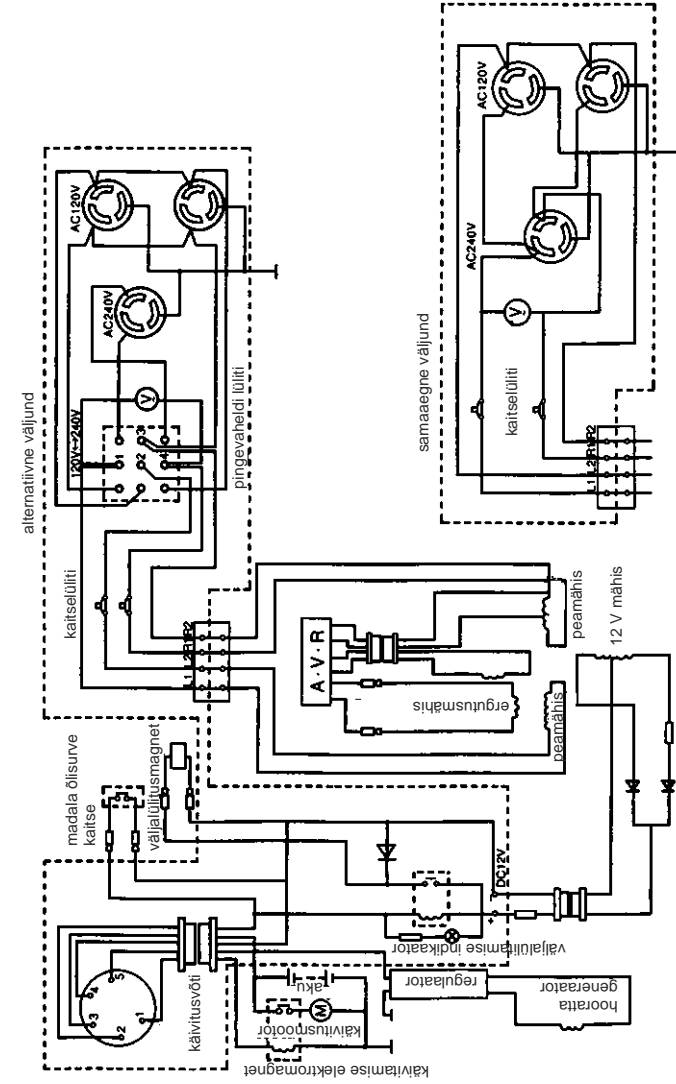 alternatiivne väljund
AC120V
AC240V
120V↔240V
1
3
2
4
V
pingevaheldi lüliti
kaitselüliti
L1 L2 R1 R2
samaaegne väljund
AC120V
AC240V
V
kaitselüliti
L1 L2 R1 R2
madala õlisurve
kaitse
väljalülitusmagnet
A·V·R
ergutusmähis
peamähis
peamähis
12 V mähis
käivitusvõti
1
2
3
4
5
DC12V
+
-
väljalülitamise indikaator
aku
M
käivitusmootor
käivitamise elektromagnet
regulaator
hooratta
generaator